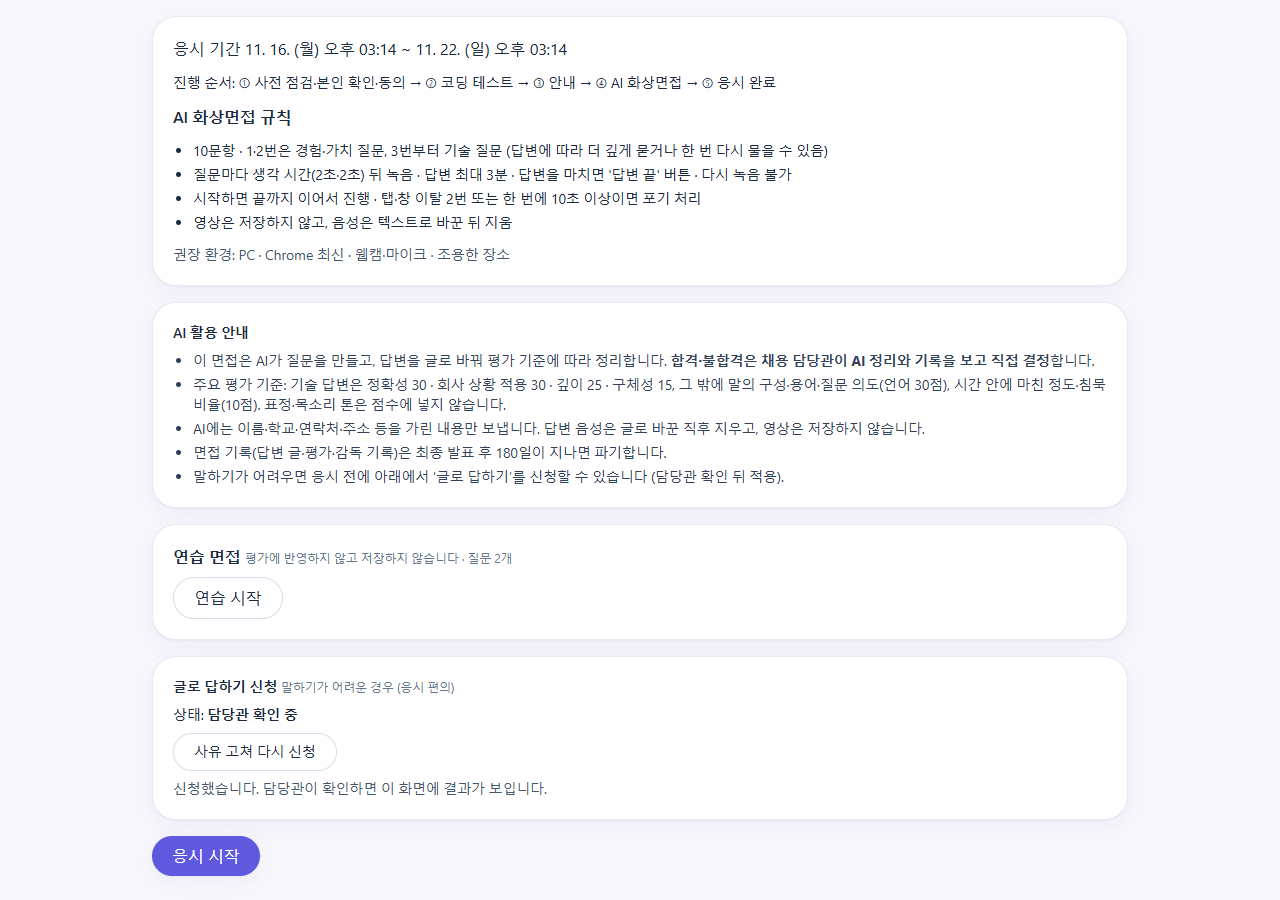 응시 기간 11. 16. (월) 오후 03:14 ~ 11. 22. (일) 오후 03:14
진행 순서: ① 사전 점검·본인 확인·동의 → ② 코딩 테스트 → ③ 안내 → ④ AI 화상면접 → ⑤ 응시 완료
AI 화상면접 규칙
• 10문항 · 1·2번은 경험·가치 질문, 3번부터 기술 질문 (답변에 따라 더 깊게 묻거나 한 번 다시 물을 수 있음)
• 질문마다 생각 시간(2초·2초) 뒤 녹음 · 답변 최대 3분 · 답변을 마치면 '답변 끝' 버튼 · 다시 녹음 불가
• 시작하면 끝까지 이어서 진행 · 탭·창 이탈 2번 또는 한 번에 10초 이상이면 포기 처리
• 영상은 저장하지 않고, 음성은 텍스트로 바꾼 뒤 지움
권장 환경: PC · Chrome 최신 · 웹캠·마이크 · 조용한 장소
AI 활용 안내
• 이 면접은 AI가 질문을 만들고, 답변을 글로 바꿔 평가 기준에 따라 정리합니다. 합격·불합격은 채용 담당관이 AI 정리와 기록을 보고 직접 결정합니다.
• 주요 평가 기준: 기술 답변은 정확성 30 · 회사 상황 적용 30 · 깊이 25 · 구체성 15, 그 밖에 말의 구성·용어·질문 의도(언어 30점), 시간 안에 마친 정도·침묵
비율(10점). 표정·목소리 톤은 점수에 넣지 않습니다.
• AI에는 이름·학교·연락처·주소 등을 가린 내용만 보냅니다. 답변 음성은 글로 바꾼 직후 지우고, 영상은 저장하지 않습니다.
• 면접 기록(답변 글·평가·감독 기록)은 최종 발표 후 180일이 지나면 파기합니다.
• 말하기가 어려우면 응시 전에 아래에서 '글로 답하기'를 신청할 수 있습니다 (담당관 확인 뒤 적용).
연습 면접 평가에 반영하지 않고 저장하지 않습니다 · 질문 2개
연습 시작
글로 답하기 신청 말하기가 어려운 경우 (응시 편의)
상태: 담당관 확인 중
사유 고쳐 다시 신청
신청했습니다. 담당관이 확인하면 이 화면에 결과가 보입니다.
응시 시작